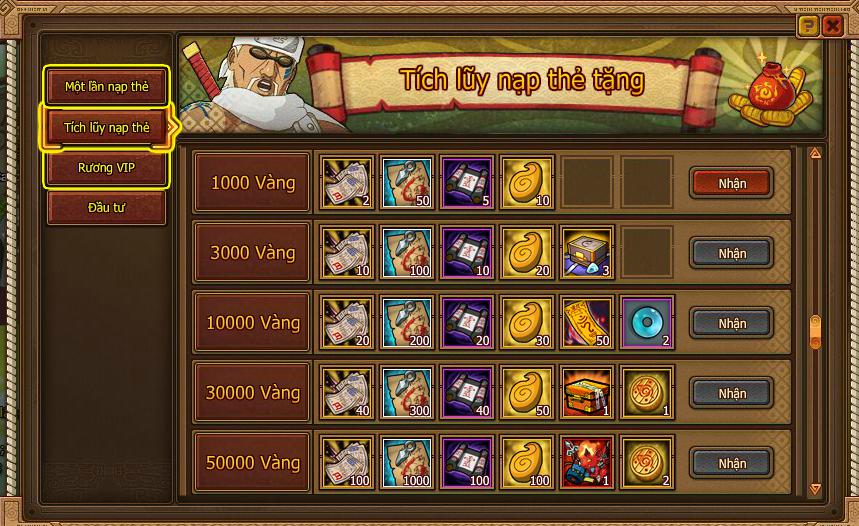 Tích lũy nạp thẻ tặng
Một lần nạp thẻ
Tích lũy nạp thẻ
Rương VIP
Đầu tư
1000 Vàng 2 50 5 10 Nhận
3000 Vàng 10 100 10 20 3 Nhận
10000 Vàng 20 200 20 30 50 2 Nhận
30000 Vàng 40 300 40 50 1 1 Nhận
50000 Vàng 100 1000 100 100 1 2 Nhận